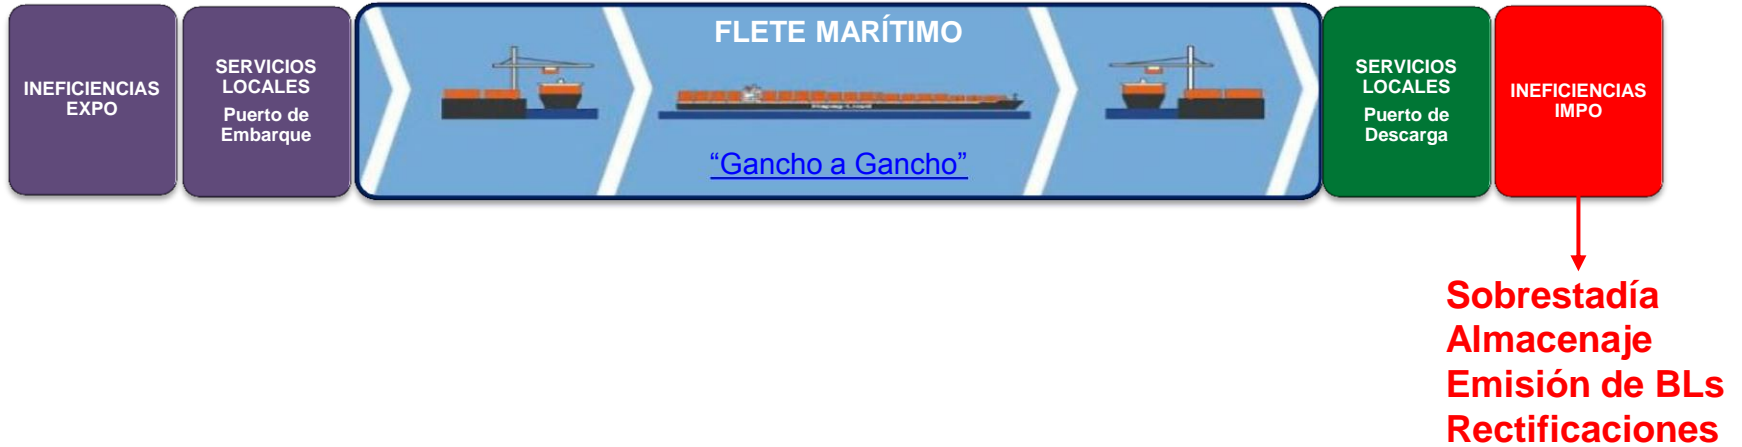 INEFICIENCIAS
EXPO
SERVICIOS
LOCALES
Puerto de
Embarque
FLETE MARÍTIMO
“Gancho a Gancho”
SERVICIOS
LOCALES
Puerto de
Descarga
INEFICIENCIAS
IMPO
Sobrestadía
Almacenaje
Emisión de BLs
Rectificaciones